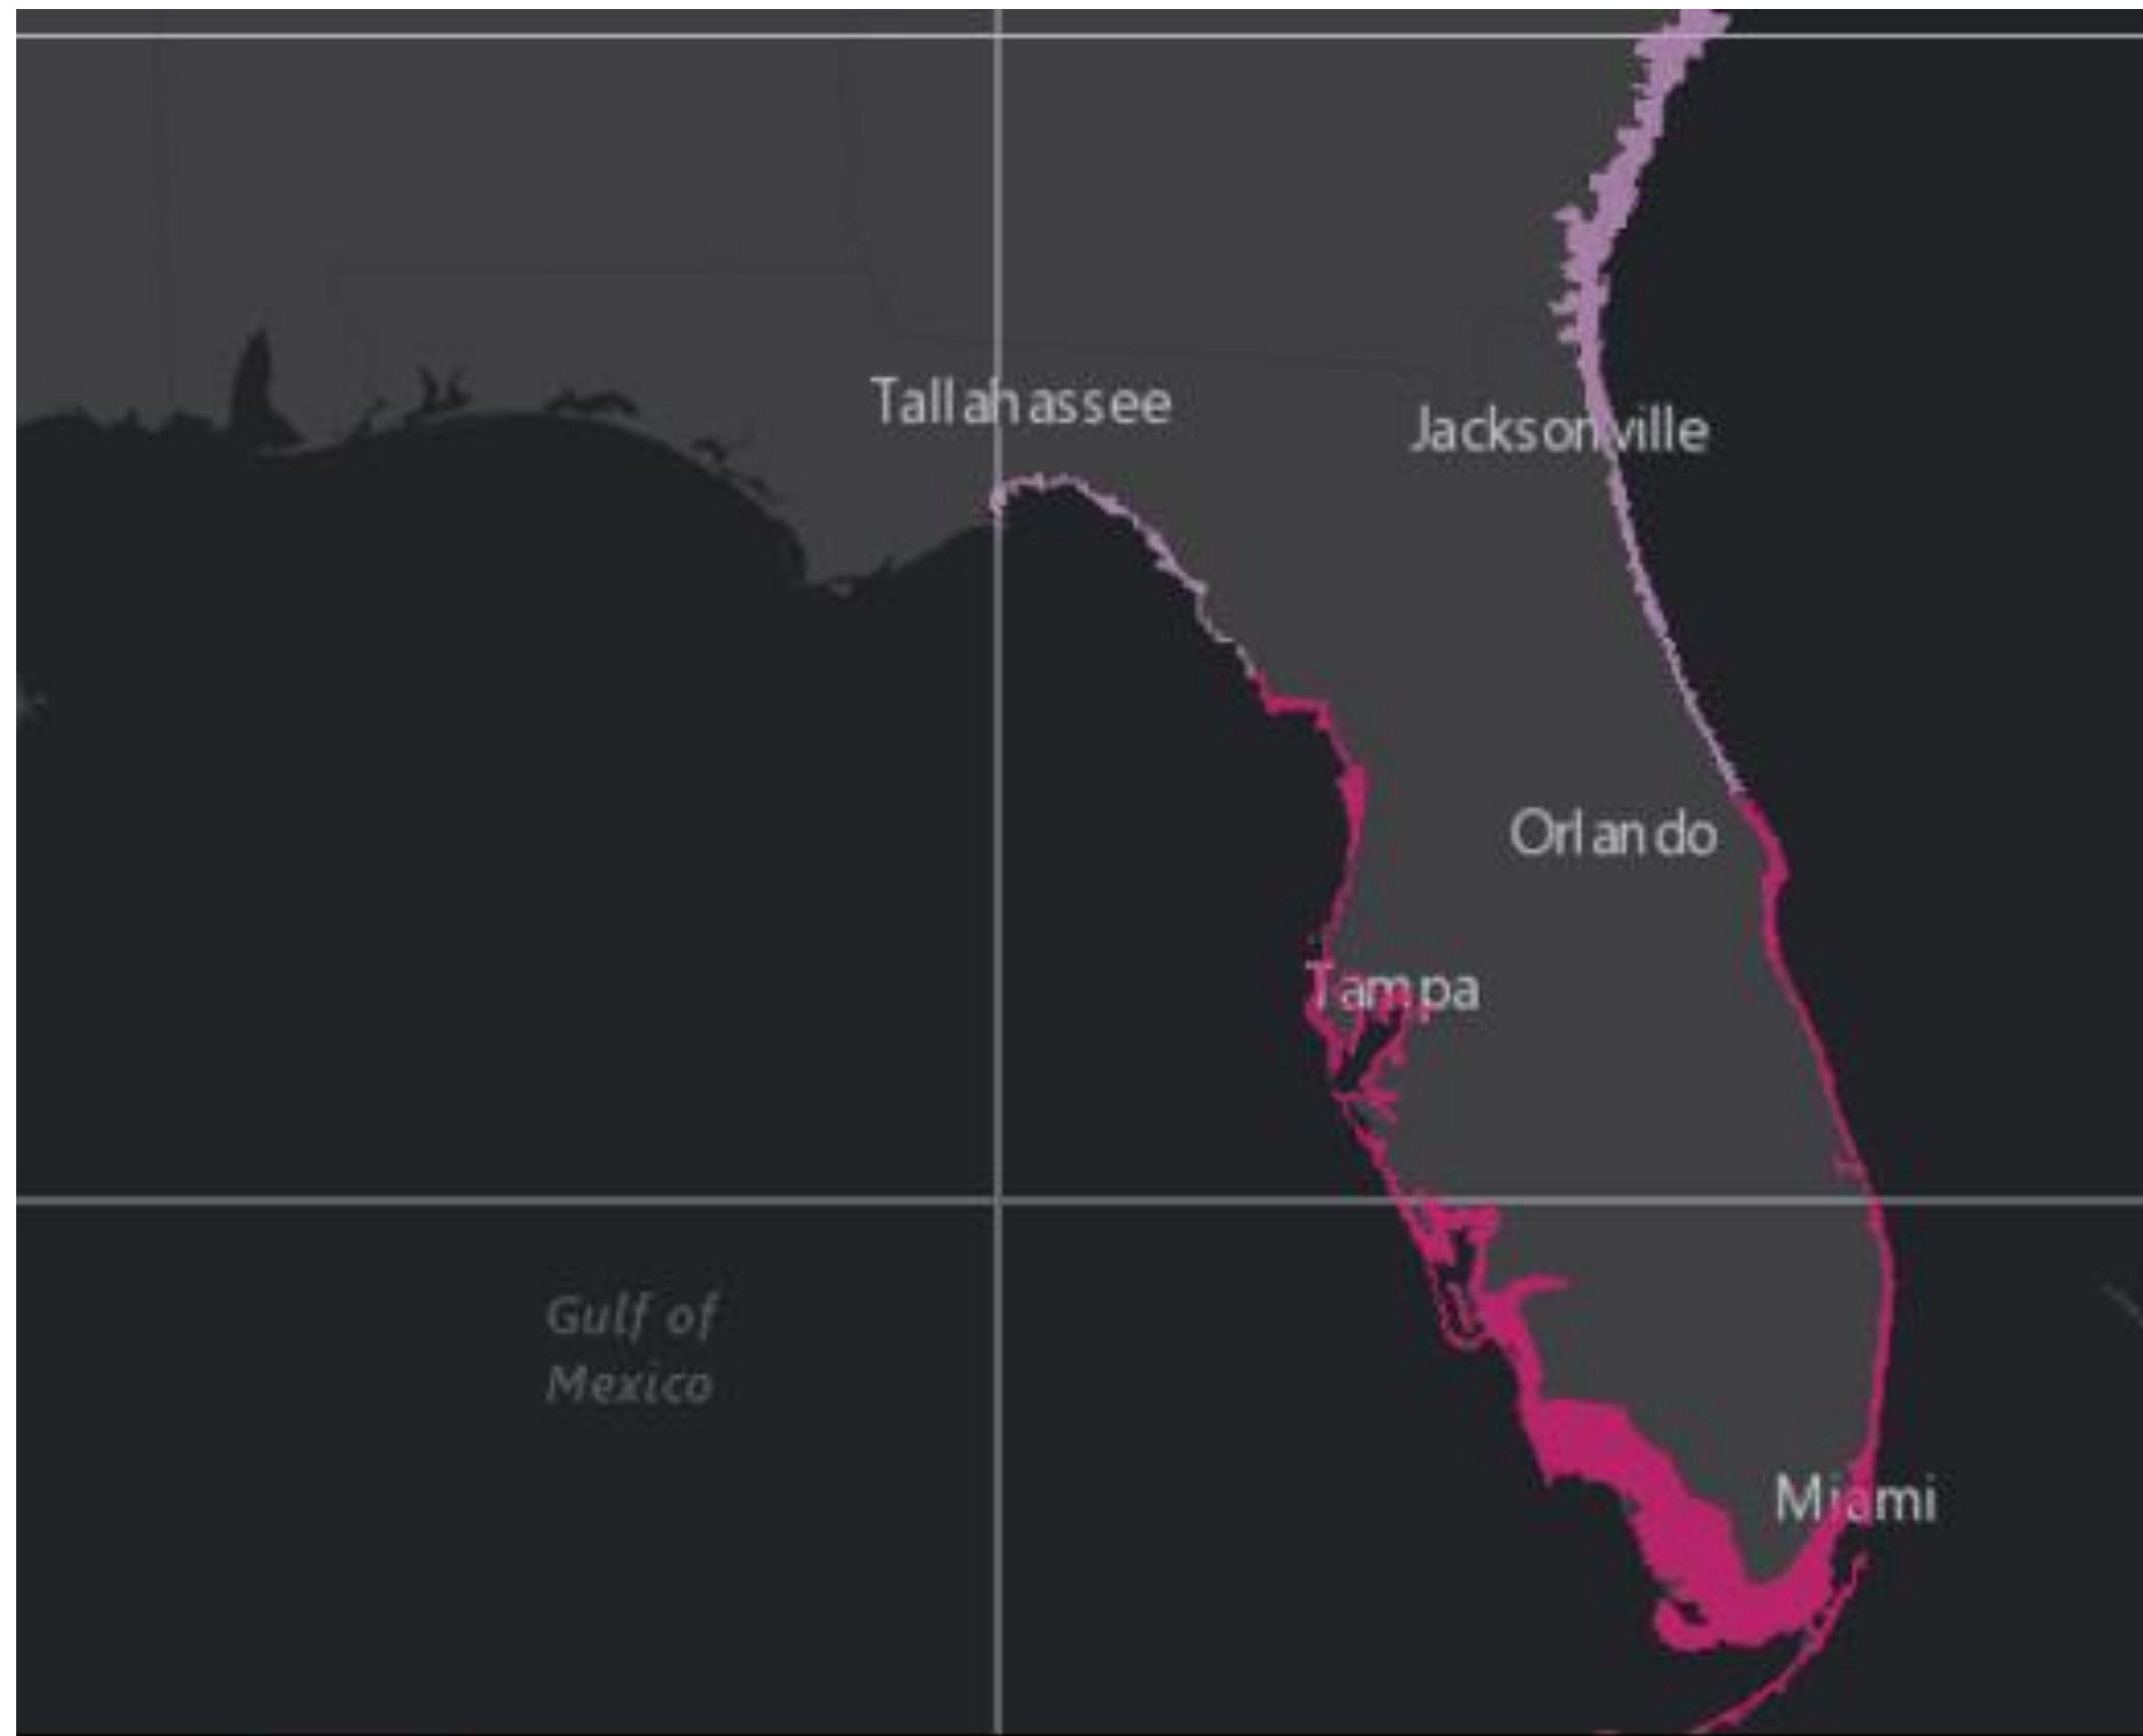 Tallahassee
Jacksonville
Orlando
Tampa
Gulf of
Mexico
Miami